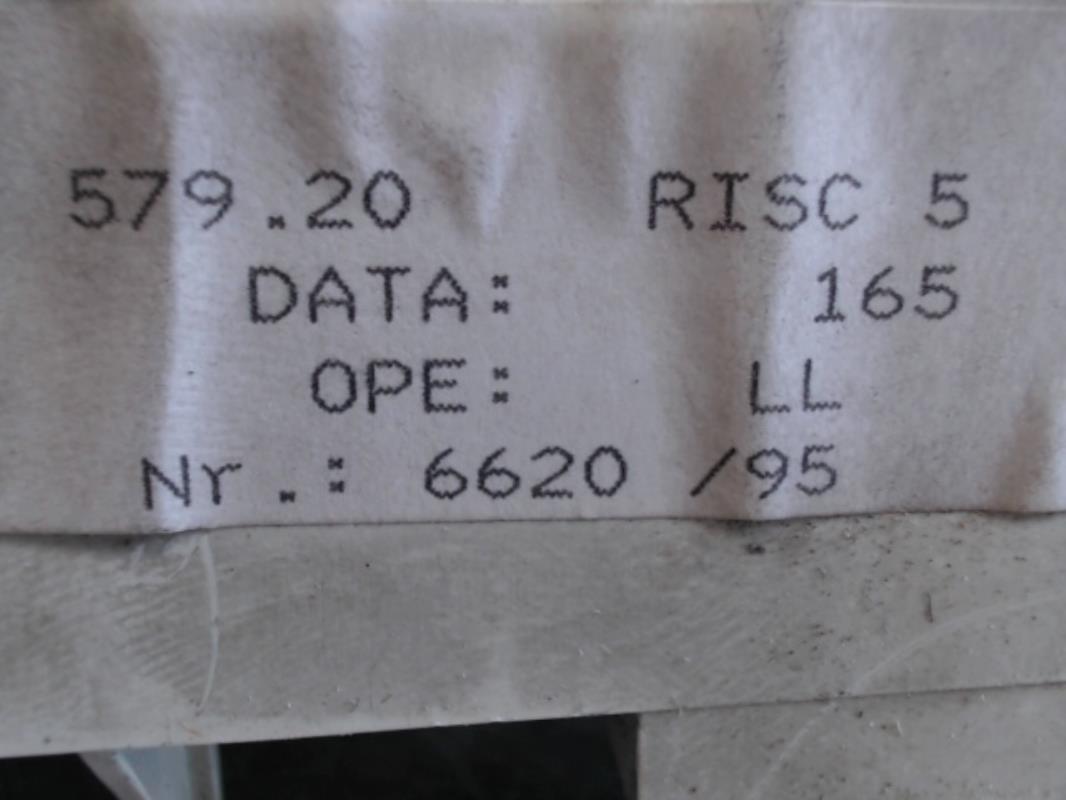 579.20 RISC 5
DATA: 165
OPE: LL
Nr.: 6620 /95